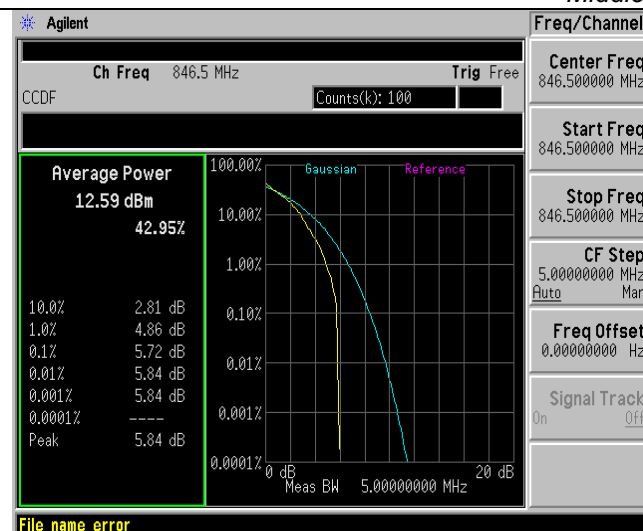 Agilent
Freq/Channel
Ch Freq 846.5 MHz Trig Free
CCDF Counts(k): 100
Average Power
12.59 dBm
42.95%
10.0% 2.81 dB
1.0% 4.86 dB
0.1% 5.72 dB
0.01% 5.84 dB
0.001% 5.84 dB
0.0001% ----
Peak 5.84 dB
Gaussian Reference
100.00%
10.00%
1.00%
0.10%
0.01%
0.001%
0.0001%
0 dB 20 dB
Meas BW 5.00000000 MHz
Center Freq
846.500000 MHz
Start Freq
846.500000 MHz
Stop Freq
846.500000 MHz
CF Step
5.00000000 MHz
Auto Man
Freq Offset
0.00000000 Hz
Signal Track
On Off
File name error